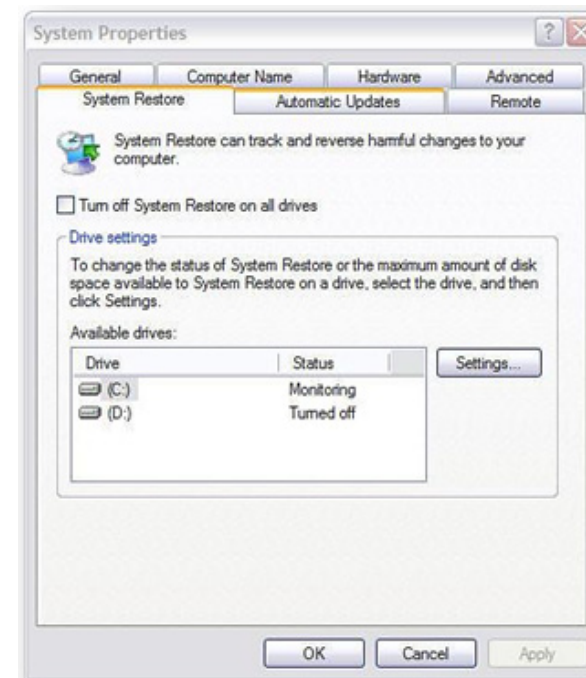 System Properties
General Computer Name Hardware Advanced
System Restore Automatic Updates Remote
System Restore can track and reverse harmful changes to your
computer.
Turn off System Restore on all drives
Drive settings
To change the status of System Restore or the maximum amount of disk
space available to System Restore on a drive, select the drive, and then
click Settings.
Available drives:
Drive Status Settings...
(C:) Monitoring
(D:) Turned off
OK Cancel Apply